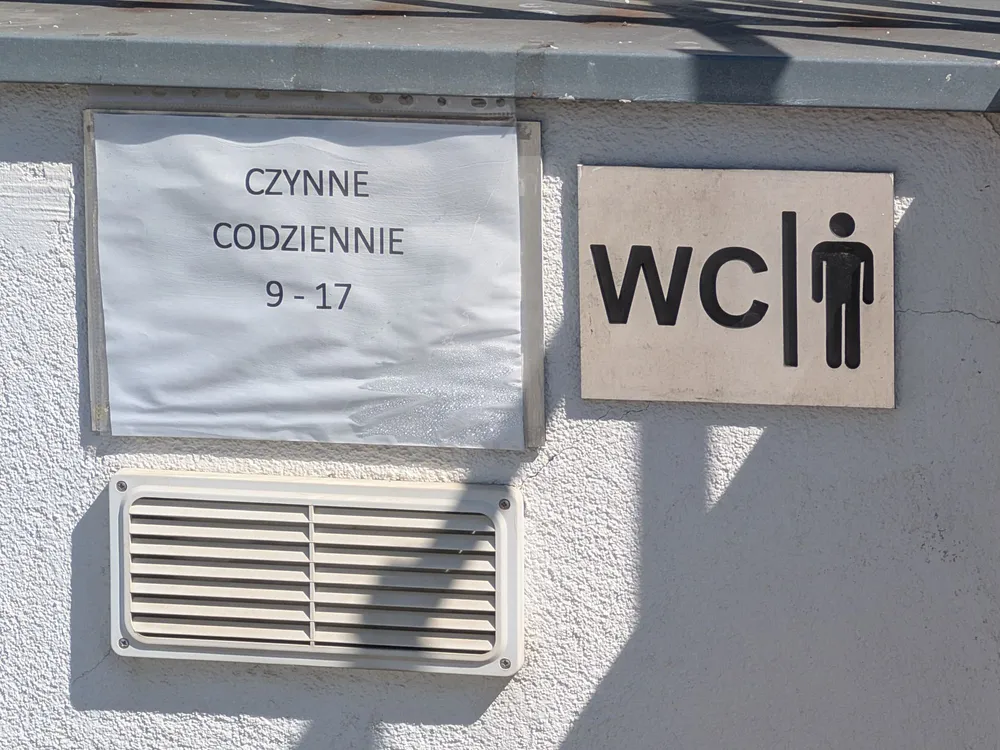 CZYNNE
CODZIENNIE
9 - 17
WC